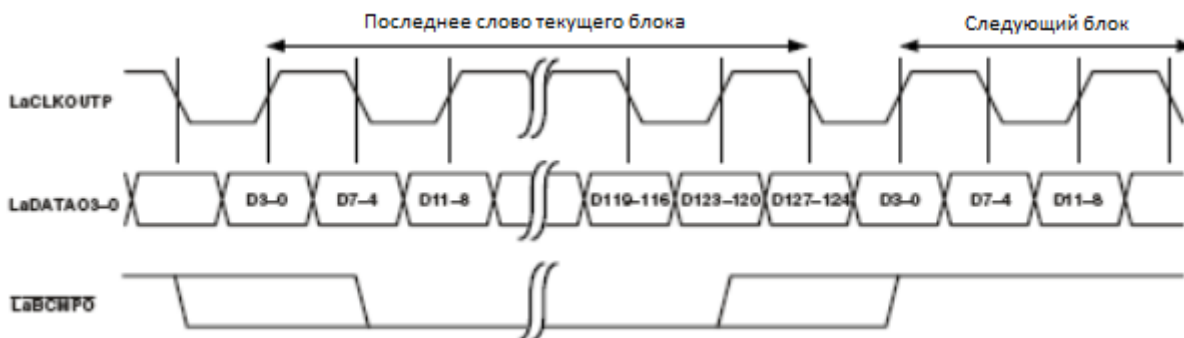 Последнее слово текущего блока
Следующий блок
LaCLKOUTP
LaDATAO3–0
D3–0 D7–4 D11–8 D119–116 D123–120 D127–124 D3–0 D7–4 D11–8
LaBCMPO